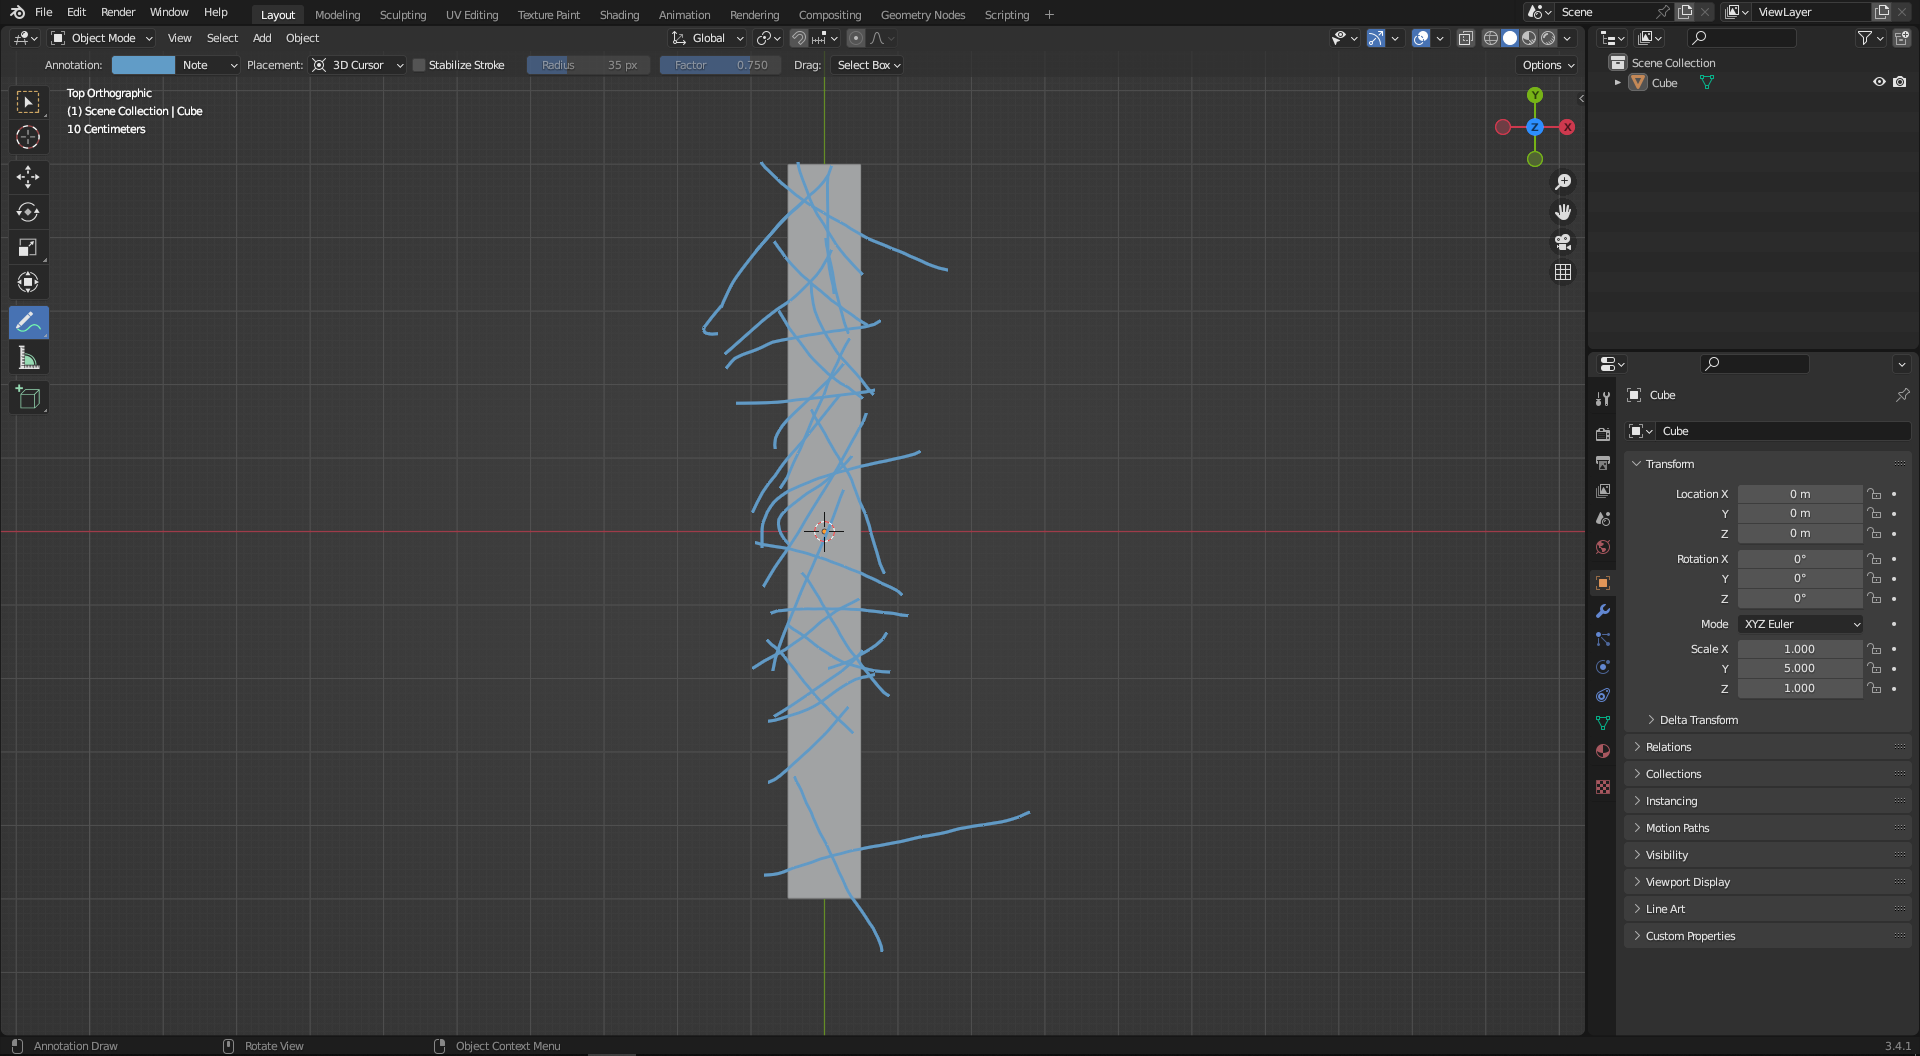 File Edit Render Window Help Layout Modeling Sculpting UV Editing Texture Paint Shading Animation Rendering Compositing Geometry Nodes Scripting + Scene ViewLayer
Object Mode View Select Add Object Global
Annotation: Note Placement: 3D Cursor Stabilize Stroke Radius 35 px Factor 0.750 Drag: Select Box Options
Top Orthographic
(1) Scene Collection | Cube
10 Centimeters
Y
Z
X
Scene Collection
Cube
Cube
Cube
Transform
Location X 0 m
Y 0 m
Z 0 m
Rotation X 0°
Y 0°
Z 0°
Mode XYZ Euler
Scale X 1.000
Y 5.000
Z 1.000
Delta Transform
Relations
Collections
Instancing
Motion Paths
Visibility
Viewport Display
Line Art
Custom Properties
Annotation Draw Rotate View Object Context Menu 3.4.1